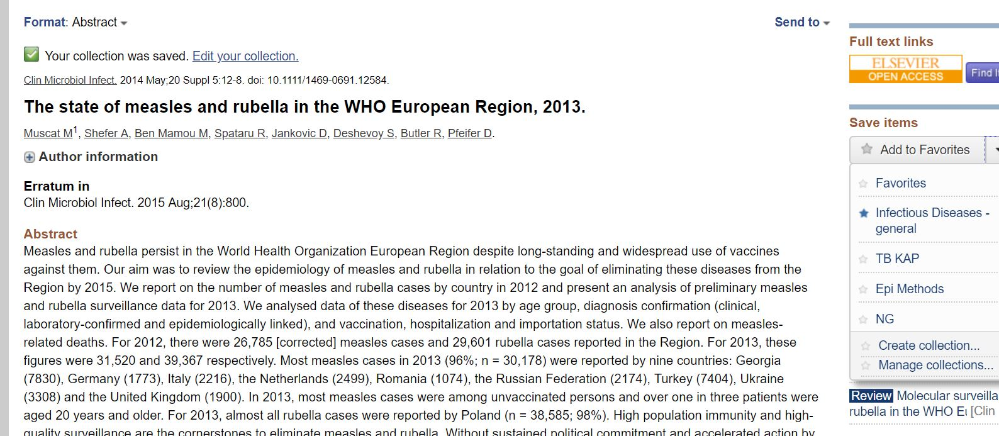 Format: Abstract
Send to
Your collection was saved. Edit your collection.
Clin Microbiol Infect. 2014 May;20 Suppl 5:12-8. doi: 10.1111/1469-0691.12584.
The state of measles and rubella in the WHO European Region, 2013.
Muscat M1, Shefer A, Ben Mamou M, Spataru R, Jankovic D, Deshevoy S, Butler R, Pfeifer D.
Author information
Erratum in
Clin Microbiol Infect. 2015 Aug;21(8):800.
Abstract
Measles and rubella persist in the World Health Organization European Region despite long-standing and widespread use of vaccines
against them. Our aim was to review the epidemiology of measles and rubella in relation to the goal of eliminating these diseases from the
Region by 2015. We report on the number of measles and rubella cases by country in 2012 and present an analysis of preliminary measles
and rubella surveillance data for 2013. We analysed data of these diseases for 2013 by age group, diagnosis confirmation (clinical,
laboratory-confirmed and epidemiologically linked), and vaccination, hospitalization and importation status. We also report on measles-
related deaths. For 2012, there were 26,785 [corrected] measles cases and 29,601 rubella cases reported in the Region. For 2013, these
figures were 31,520 and 39,367 respectively. Most measles cases in 2013 (96%; n = 30,178) were reported by nine countries: Georgia
(7830), Germany (1773), Italy (2216), the Netherlands (2499), Romania (1074), the Russian Federation (2174), Turkey (7404), Ukraine
(3308) and the United Kingdom (1900). In 2013, most measles cases were among unvaccinated persons and over one in three patients were
aged 20 years and older. For 2013, almost all rubella cases were reported by Poland (n = 38,585; 98%). High population immunity and high-
quality surveillance are the cornerstones to eliminate measles and rubella. Without sustained political commitment and accelerated action by
Full text links
ELSEVIER
OPEN ACCESS
Find
Save items
Add to Favorites
Favorites
Infectious Diseases -
general
TB KAP
Epi Methods
NG
Create collection...
Manage collections...
Review Molecular surveilla
rubella in the WHO Eu [Clin